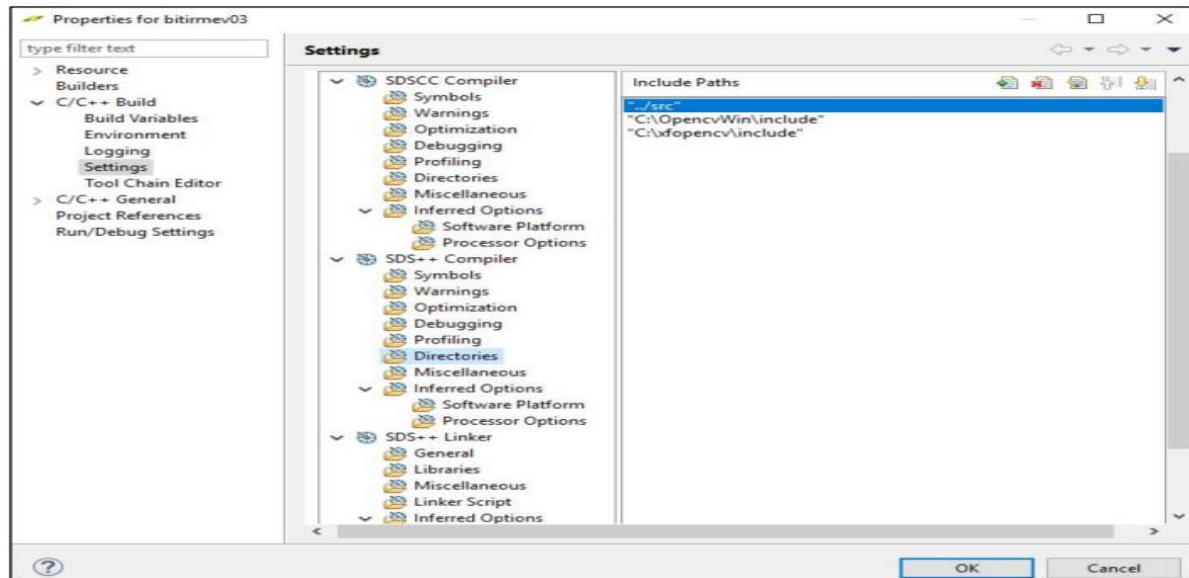 Properties for bitirmev03
type filter text
Resource
Builders
C/C++ Build
Build Variables
Environment
Logging
Settings
Tool Chain Editor
C/C++ General
Project References
Run/Debug Settings
Settings
SDSCC Compiler
Symbols
Warnings
Optimization
Debugging
Profiling
Directories
Miscellaneous
Inferred Options
Software Platform
Processor Options
SDS++ Compiler
Symbols
Warnings
Optimization
Debugging
Profiling
Directories
Miscellaneous
Inferred Options
Software Platform
Processor Options
SDS++ Linker
General
Libraries
Miscellaneous
Linker Script
Inferred Options
Include Paths
"../src"
"C:\OpencvWin\include"
"C:\xfopencv\include"
OK
Cancel